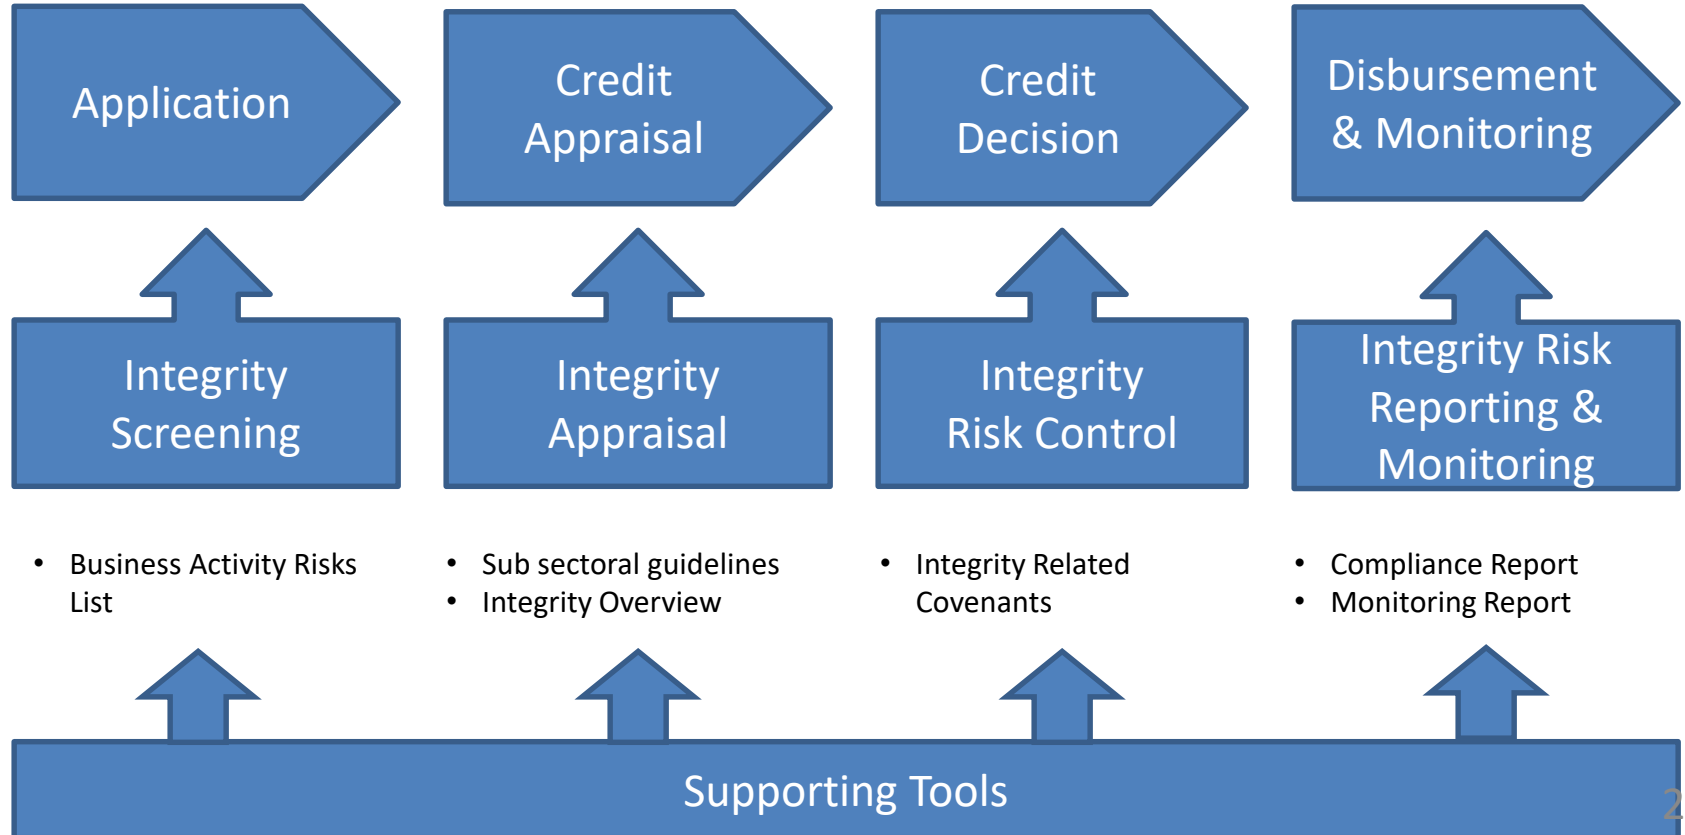 Application
Credit
Appraisal
Credit
Decision
Disbursement
& Monitoring
Integrity
Screening
Integrity
Appraisal
Integrity
Risk Control
Integrity Risk
Reporting &
Monitoring
• Business Activity Risks
List
• Sub sectoral guidelines
• Integrity Overview
• Integrity Related
Covenants
• Compliance Report
• Monitoring Report
Supporting Tools
2